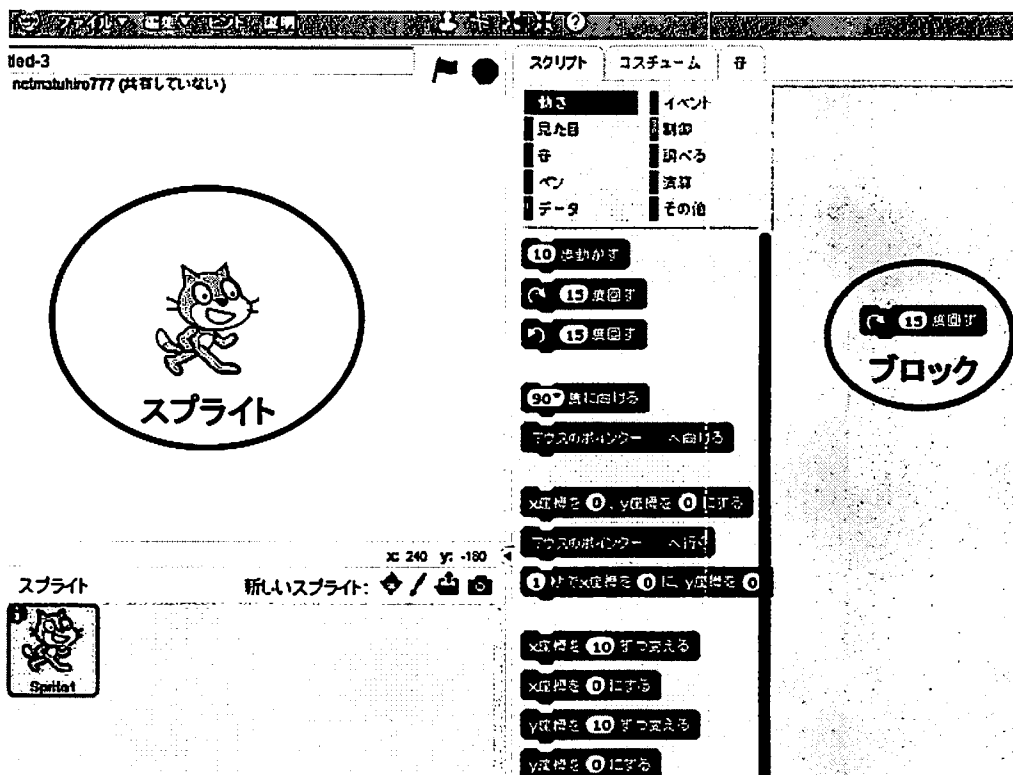 ファイル▼ 編集▼ ヒント 説明
tled-3
(共有していない)
スプライト
x: 240 y: -180
スプライト 新しいスプライト:
Sprite1
スクリプト コスチューム 音
動き イベント
見た目 制御
音 調べる
ペン 演算
データ その他
10 歩動かす
15 度回す
15 度回す
90▼ 度に向ける
マウスのポインター へ向ける
x座標を 0 、y座標を 0 にする
マウスのポインター へ行く
1 秒でx座標を 0 に、y座標を 0
x座標を 10 ずつ変える
x座標を 0 にする
y座標を 10 ずつ変える
y座標を 0 にする
15 度回す
ブロック